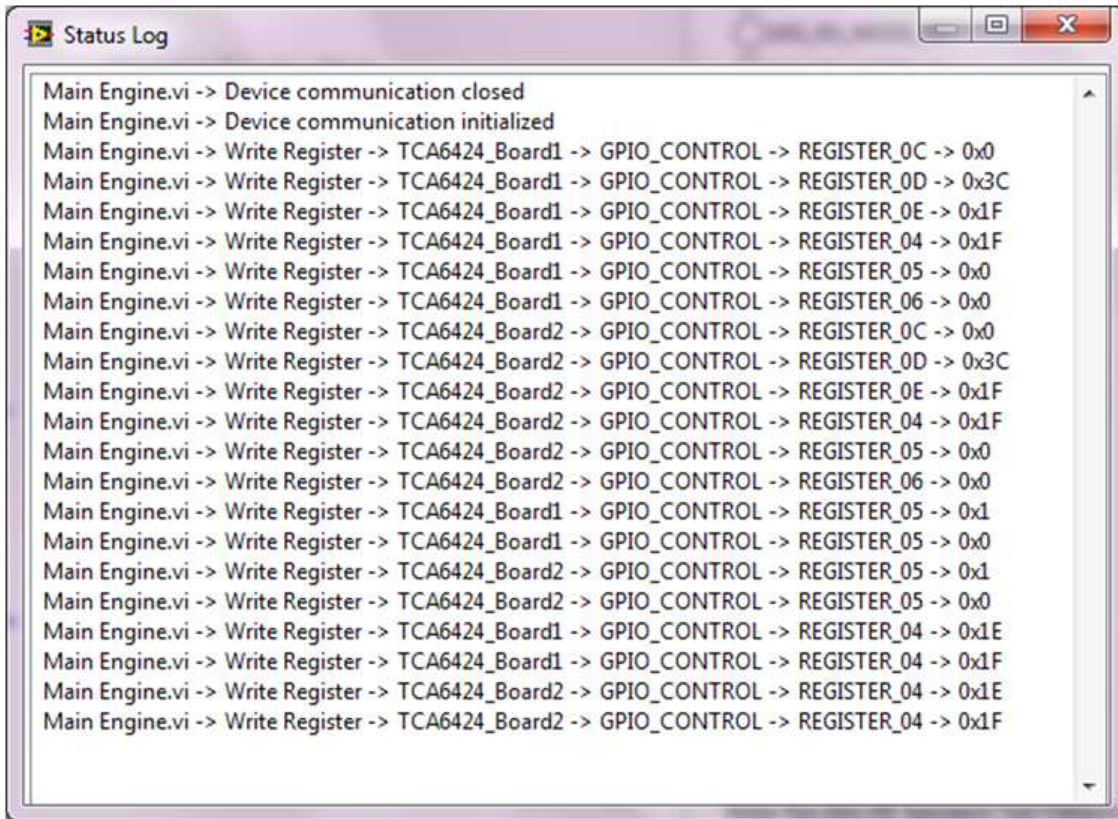 Status Log
Main Engine.vi -> Device communication closed
Main Engine.vi -> Device communication initialized
Main Engine.vi -> Write Register -> TCA6424_Board1 -> GPIO_CONTROL -> REGISTER_0C -> 0x0
Main Engine.vi -> Write Register -> TCA6424_Board1 -> GPIO_CONTROL -> REGISTER_0D -> 0x3C
Main Engine.vi -> Write Register -> TCA6424_Board1 -> GPIO_CONTROL -> REGISTER_0E -> 0x1F
Main Engine.vi -> Write Register -> TCA6424_Board1 -> GPIO_CONTROL -> REGISTER_04 -> 0x1F
Main Engine.vi -> Write Register -> TCA6424_Board1 -> GPIO_CONTROL -> REGISTER_05 -> 0x0
Main Engine.vi -> Write Register -> TCA6424_Board1 -> GPIO_CONTROL -> REGISTER_06 -> 0x0
Main Engine.vi -> Write Register -> TCA6424_Board2 -> GPIO_CONTROL -> REGISTER_0C -> 0x0
Main Engine.vi -> Write Register -> TCA6424_Board2 -> GPIO_CONTROL -> REGISTER_0D -> 0x3C
Main Engine.vi -> Write Register -> TCA6424_Board2 -> GPIO_CONTROL -> REGISTER_0E -> 0x1F
Main Engine.vi -> Write Register -> TCA6424_Board2 -> GPIO_CONTROL -> REGISTER_04 -> 0x1F
Main Engine.vi -> Write Register -> TCA6424_Board2 -> GPIO_CONTROL -> REGISTER_05 -> 0x0
Main Engine.vi -> Write Register -> TCA6424_Board2 -> GPIO_CONTROL -> REGISTER_06 -> 0x0
Main Engine.vi -> Write Register -> TCA6424_Board1 -> GPIO_CONTROL -> REGISTER_05 -> 0x1
Main Engine.vi -> Write Register -> TCA6424_Board1 -> GPIO_CONTROL -> REGISTER_05 -> 0x0
Main Engine.vi -> Write Register -> TCA6424_Board2 -> GPIO_CONTROL -> REGISTER_05 -> 0x1
Main Engine.vi -> Write Register -> TCA6424_Board2 -> GPIO_CONTROL -> REGISTER_05 -> 0x0
Main Engine.vi -> Write Register -> TCA6424_Board1 -> GPIO_CONTROL -> REGISTER_04 -> 0x1E
Main Engine.vi -> Write Register -> TCA6424_Board1 -> GPIO_CONTROL -> REGISTER_04 -> 0x1F
Main Engine.vi -> Write Register -> TCA6424_Board2 -> GPIO_CONTROL -> REGISTER_04 -> 0x1E
Main Engine.vi -> Write Register -> TCA6424_Board2 -> GPIO_CONTROL -> REGISTER_04 -> 0x1F